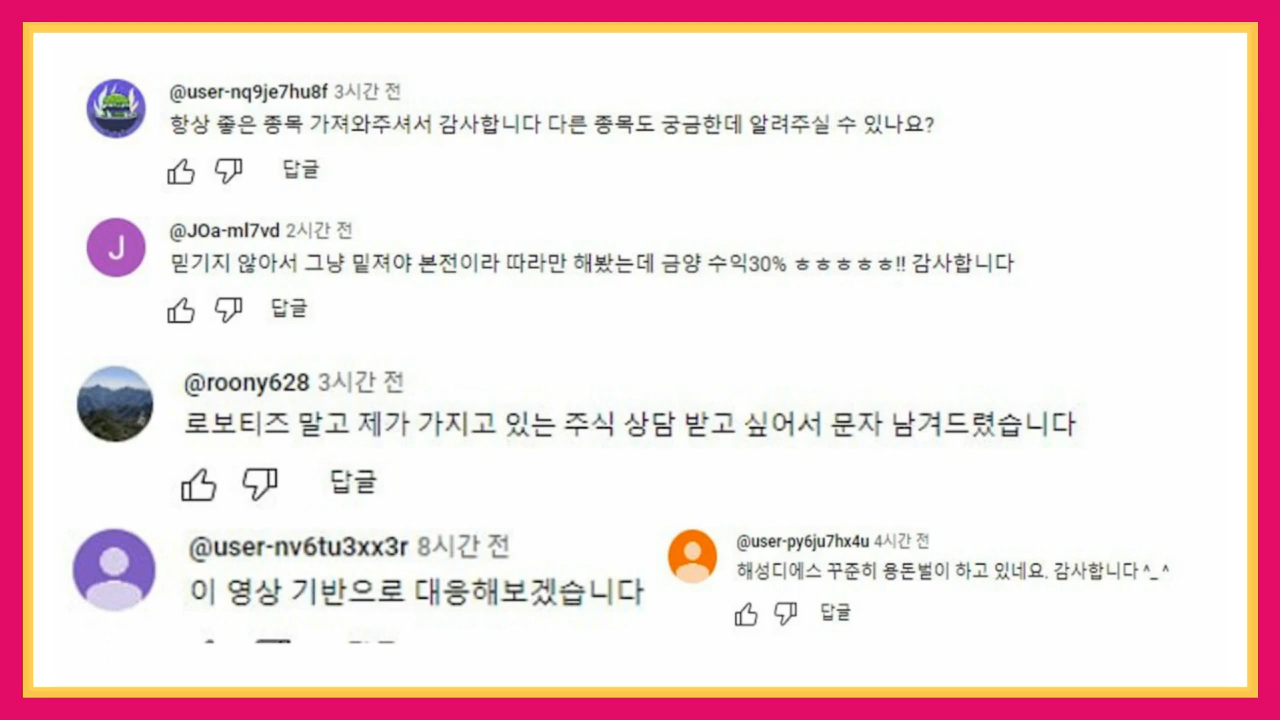 @user-nq9je7hu8f 3시간 전
항상 좋은 종목 가져와주셔서 감사합니다 다른 종목도 궁금한데 알려주실 수 있나요?
답글
J
@JOa-ml7vd 2시간 전
믿기지 않아서 그냥 밑져야 본전이라 따라만 해봤는데 금양 수익30% ㅎㅎㅎㅎㅎ!! 감사합니다
답글
@roony628 3시간 전
로보티즈 말고 제가 가지고 있는 주식 상담 받고 싶어서 문자 남겨드렸습니다
답글
@user-nv6tu3xx3r 8시간 전
이 영상 기반으로 대응해보겠습니다
@user-py6ju7hx4u 4시간 전
해성디에스 꾸준히 용돈벌이 하고 있네요. 감사합니다 ^_^
답글